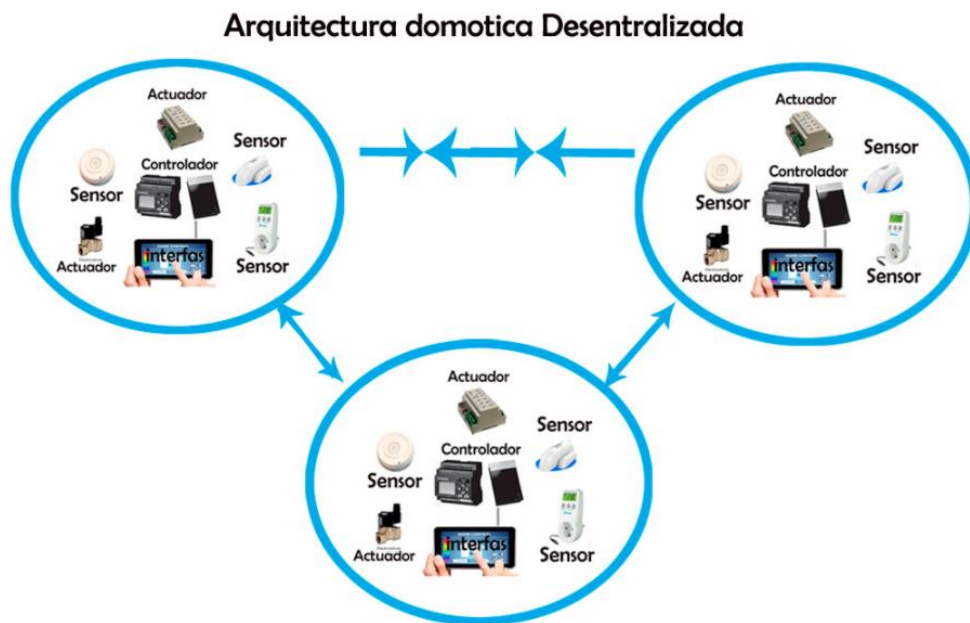 Arquitectura domotica Desentralizada
Actuador
Sensor
Controlador
Sensor
Actuador
interfas
Sensor
Actuador
Sensor
Controlador
Sensor
Actuador
interfas
Sensor
Actuador
Sensor
Controlador
Sensor
Actuador
interfas
Sensor